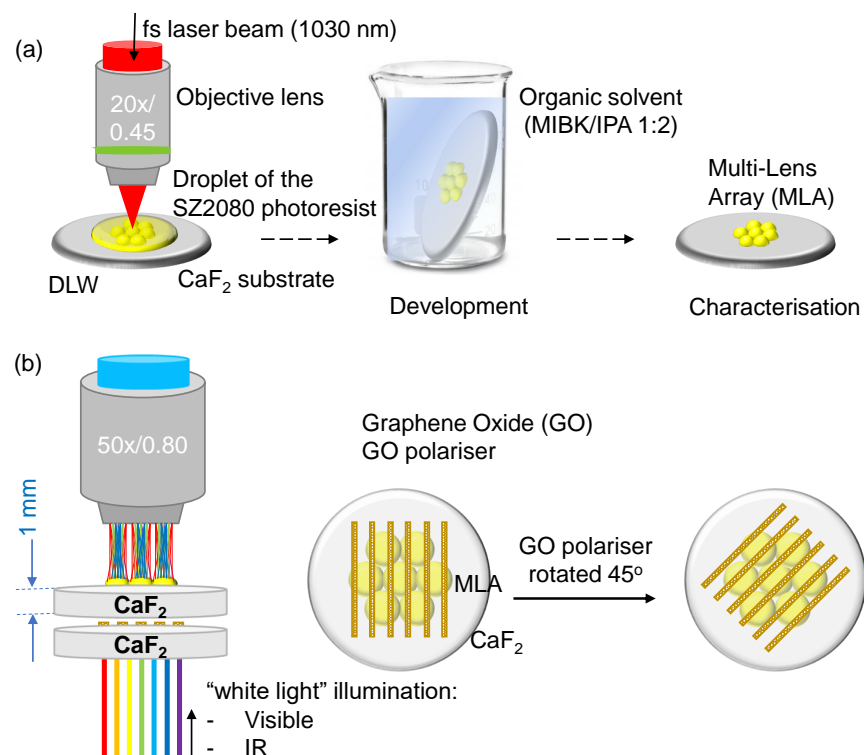 (a)
fs laser beam (1030 nm)
20x/
0.45
Objective lens
Droplet of the
SZ2080 photoresist
DLW
CaF₂ substrate
Organic solvent
(MIBK/IPA 1:2)
Development
Multi-Lens
Array (MLA)
Characterisation
(b)
50x/0.80
1 mm
CaF₂
CaF₂
“white light” illumination:
- Visible
- IR
Graphene Oxide (GO)
GO polariser
MLA
CaF₂
GO polariser
rotated 45º